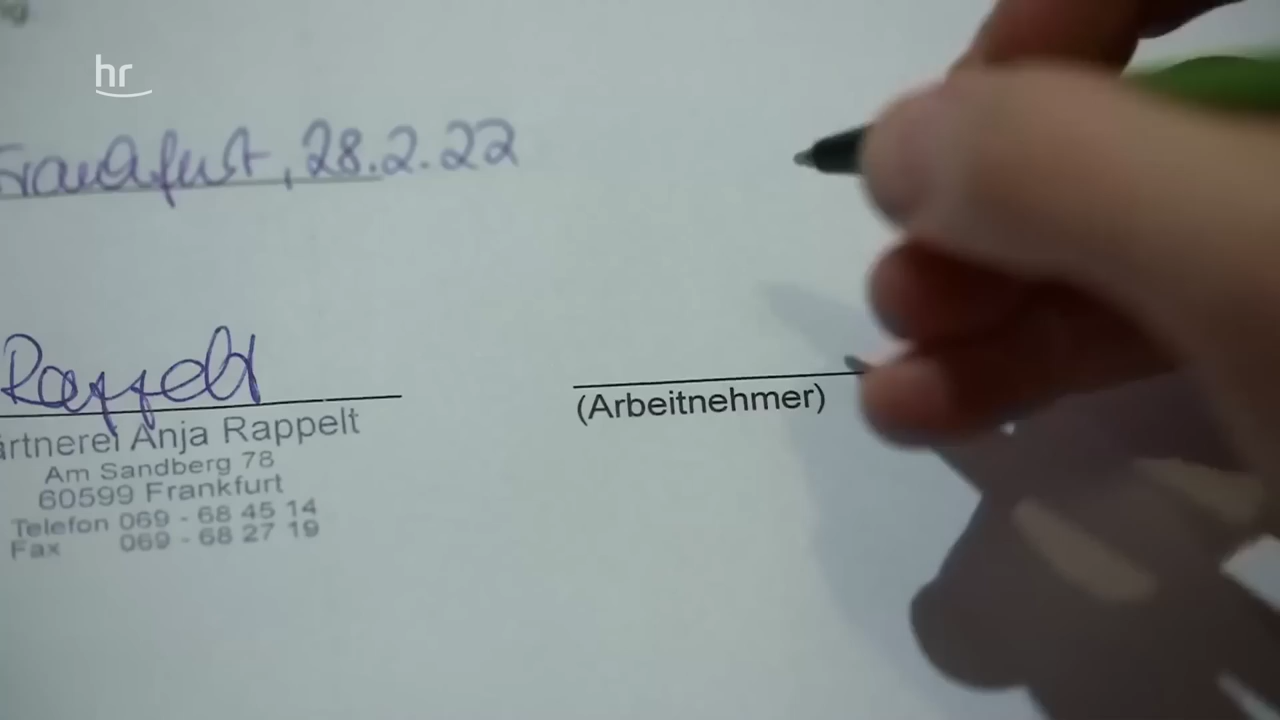 hr
Frankfurt, 28.2.22
Rappelt
ärtnerei Anja Rappelt
Am Sandberg 78
60599 Frankfurt
Telefon 069 - 68 45 14
Fax 069 - 68 27 19
(Arbeitnehmer)